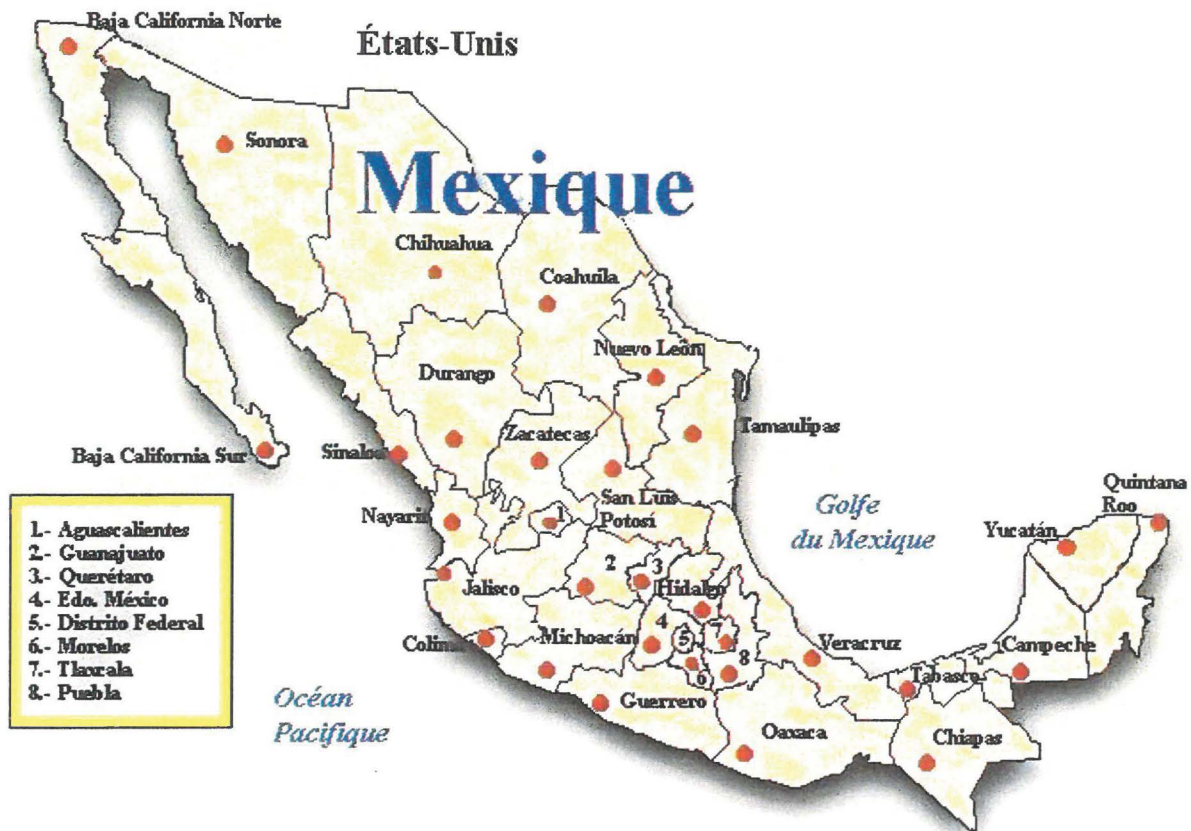 Baja California Norte
États-Unis
Sonora
Mexique
Chihuahua
Coahuila
Nuevo León
Durango
Tamaulipas
Zacatecas
Baja California Sur
Sinaloa
San Luis
Potosí
Nayarit
1
Golfe
du Mexique
Quintana
Roo
Yucatán
1.- Aguascalientes
2.- Guanajuato
3.- Querétaro
4.- Edo. México
5.- Distrito Federal
6.- Morelos
7.- Tlaxcala
8.- Puebla
2
3
Jalisco
Hidalgo
4
5
7
8
6
Colima
Michoacán
Veracruz
Campeche
Tabasco
Guerrero
Océan
Pacifique
Oaxaca
Chiapas